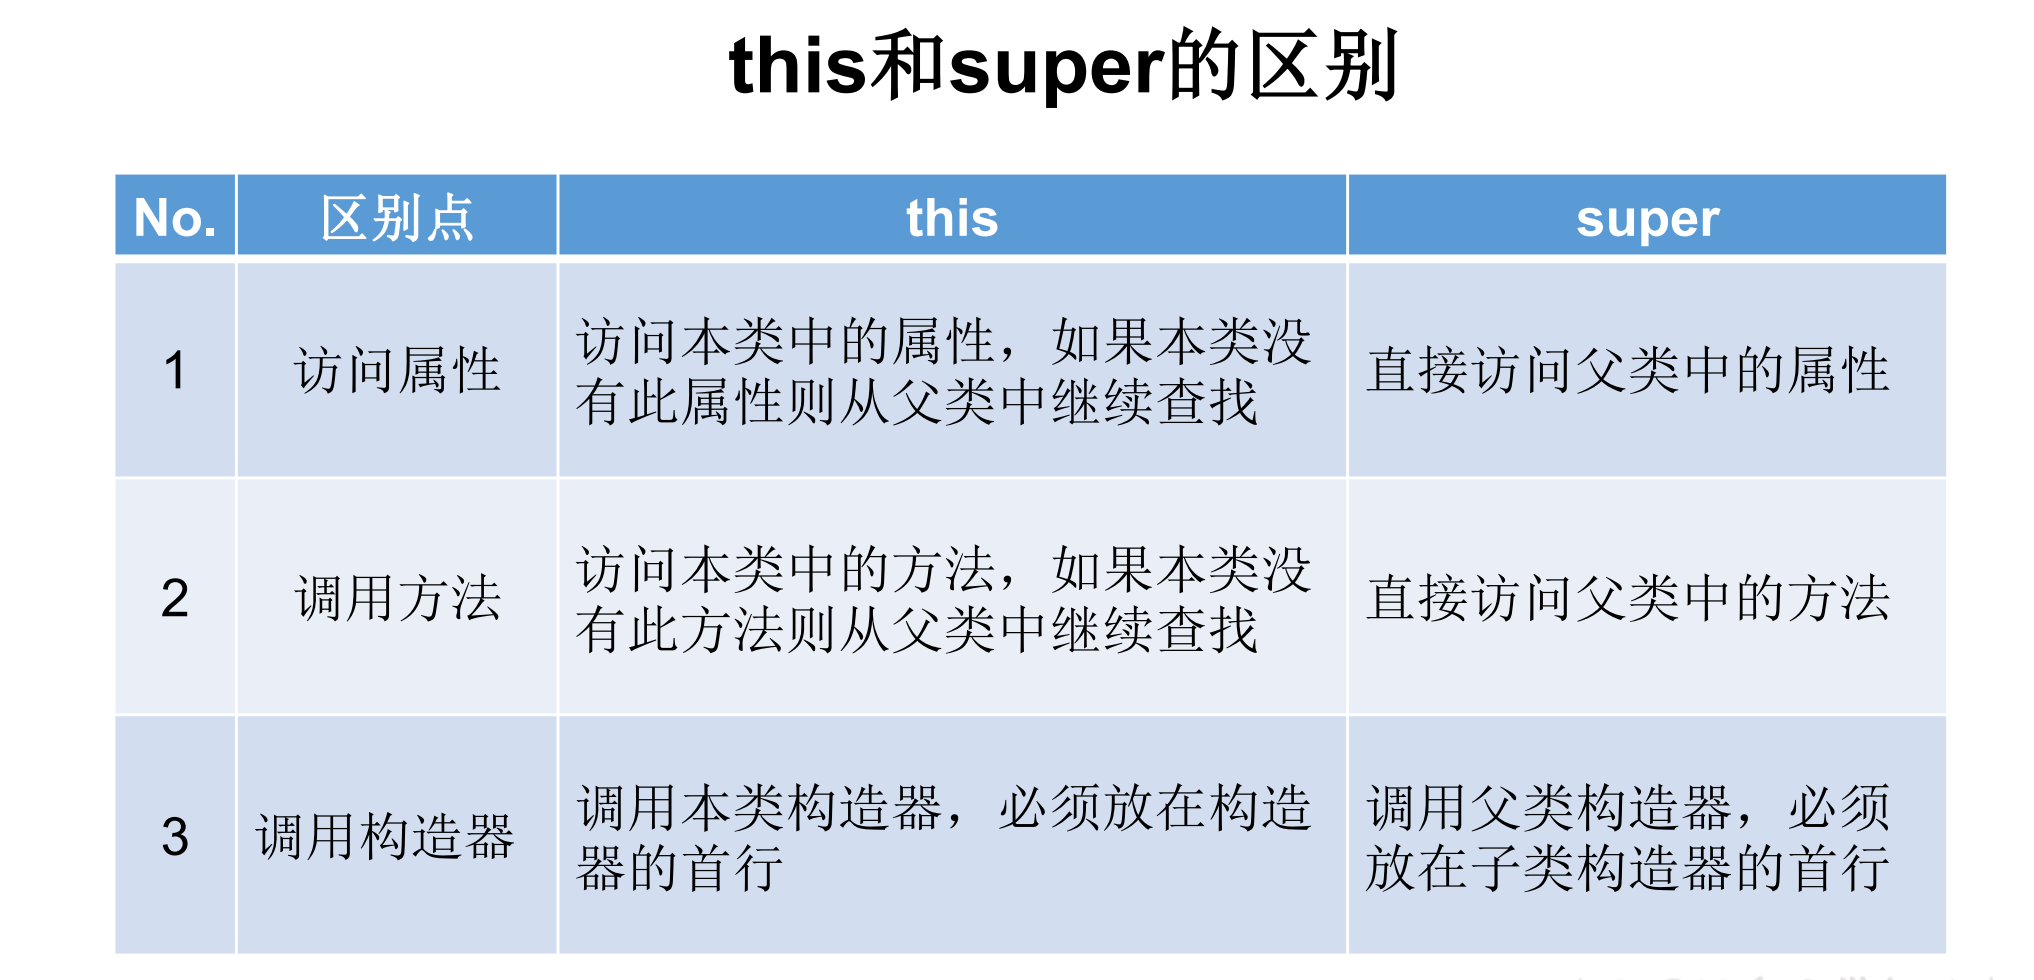 this和super的区别
No. 区别点 this super
1 访问属性 访问本类中的属性，如果本类没
有此属性则从父类中继续查找 直接访问父类中的属性
2 调用方法 访问本类中的方法，如果本类没
有此方法则从父类中继续查找 直接访问父类中的方法
3 调用构造器 调用本类构造器，必须放在构造
器的首行 调用父类构造器，必须
放在子类构造器的首行